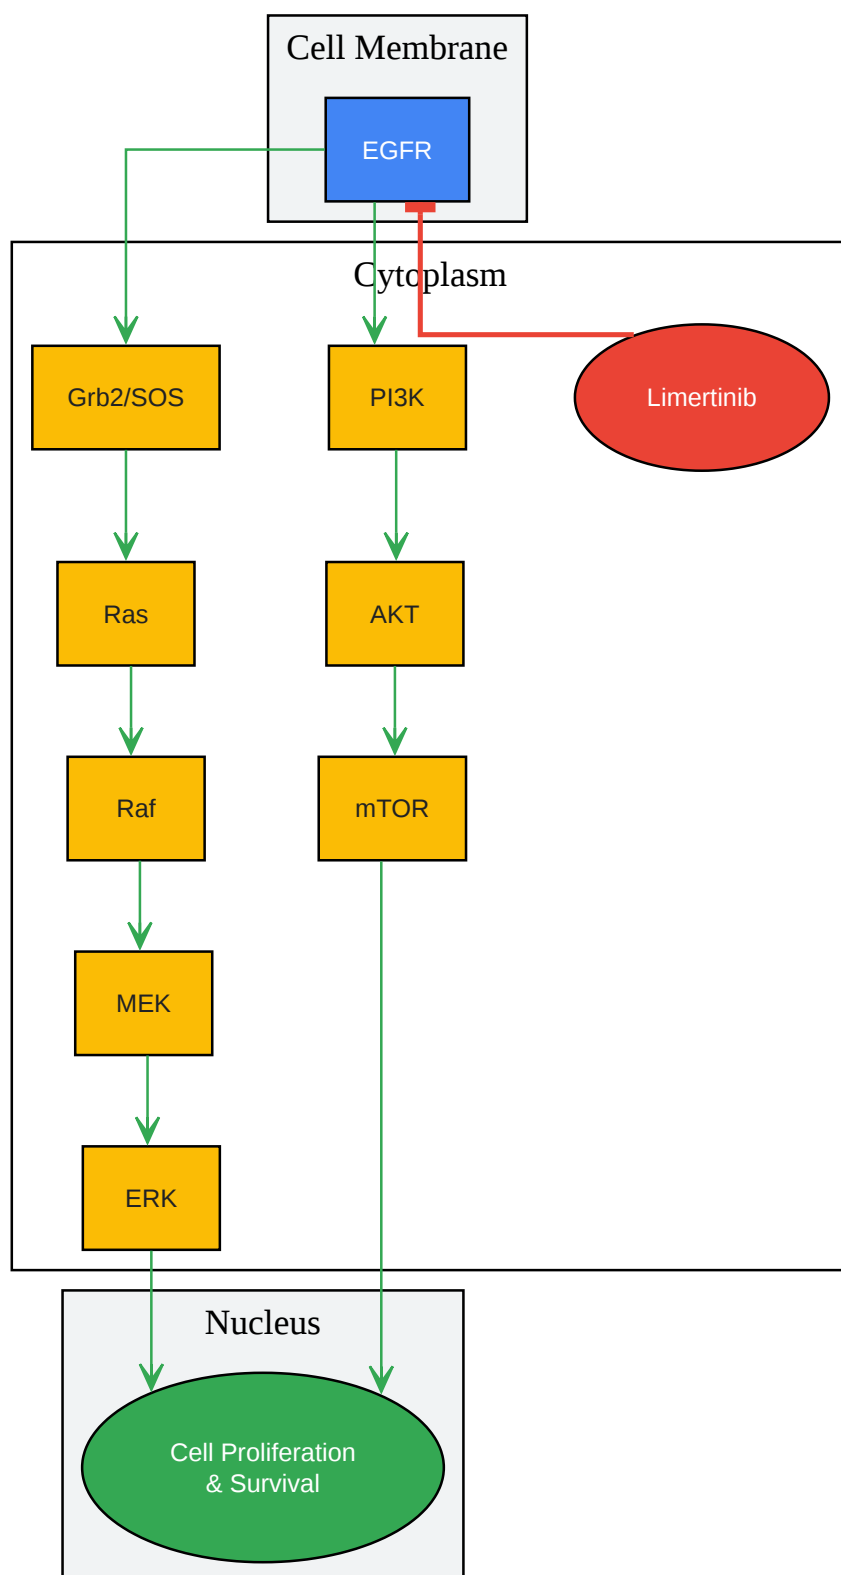 Cell Membrane
EGFR
Cytoplasm
Grb2/SOS
PI3K
Limertinib
Ras
AKT
Raf
mTOR
MEK
ERK
Nucleus
Cell Proliferation
& Survival